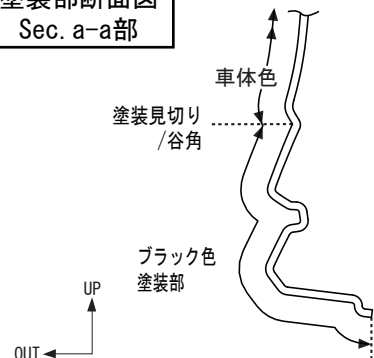 塗装部断面図
Sec.a-a部
車体色
塗装見切り
/谷角
ブラック色
塗装部
UP
OUT